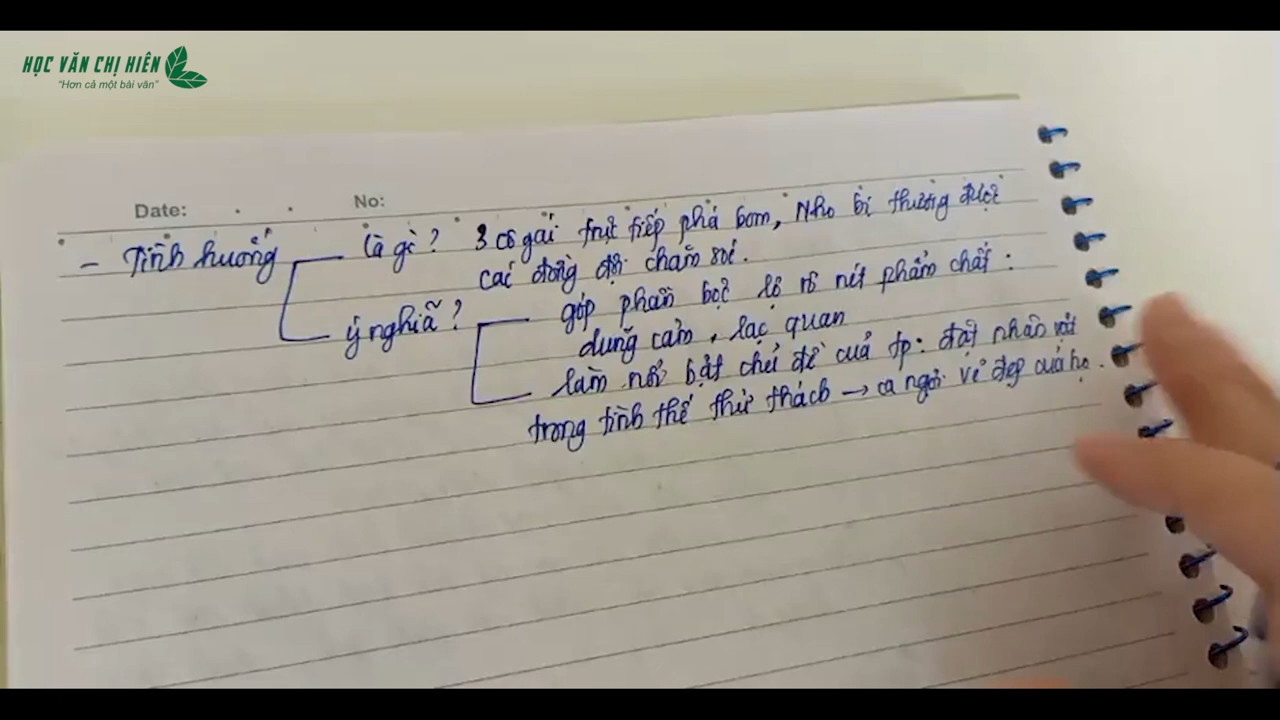 HỌC VĂN CHỊ HIÊN
"Hơn cả một bài văn"
Date: No:
- Tình huống là gì? 3 cô gái trực tiếp phá bom, Nho bị thương được
các đồng đội chăm sóc.
ý nghĩa? góp phần bộc lộ rõ nét phẩm chất:
dũng cảm, lạc quan
làm nổi bật chủ đề của tp: đặt nhân vật
trong tình thế thử thách → ca ngợi vẻ đẹp của họ.